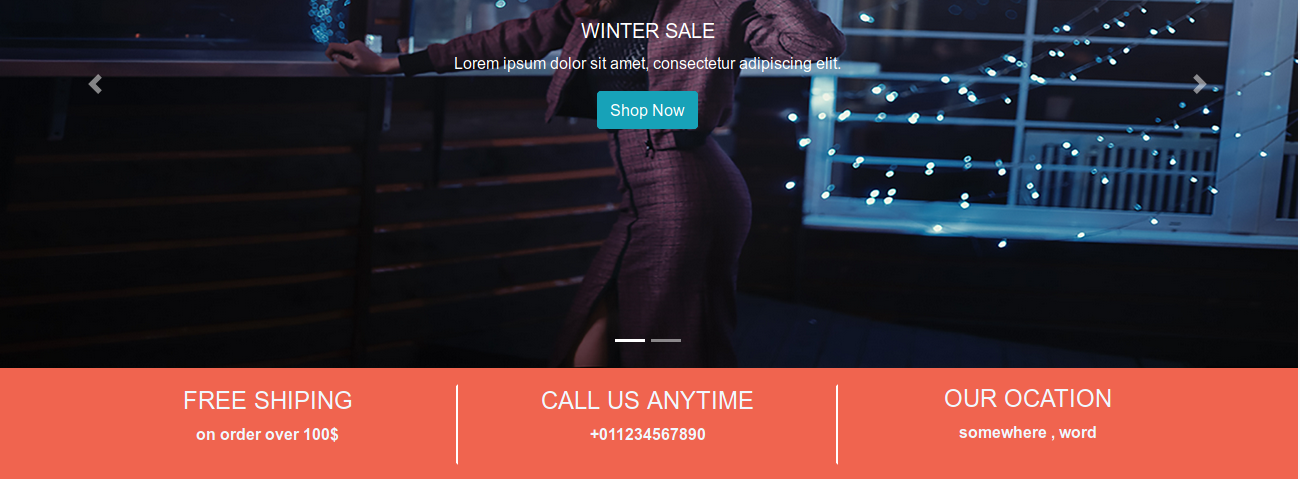 WINTER SALE
Lorem ipsum dolor sit amet, consectetur adipiscing elit.
Shop Now
FREE SHIPING
on order over 100$
CALL US ANYTIME
+011234567890
OUR OCATION
somewhere , word